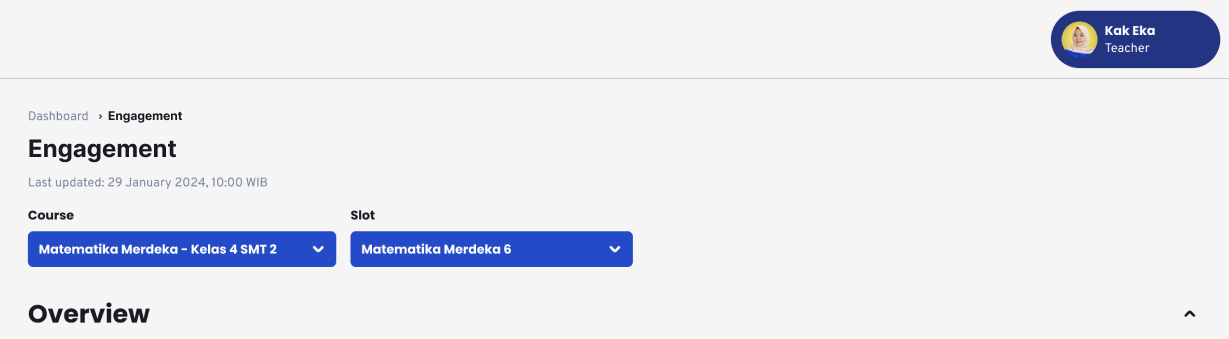 Kak Eka
Teacher
Dashboard › Engagement
Engagement
Last updated: 29 January 2024, 10:00 WIB
Course
Slot
Matematika Merdeka - Kelas 4 SMT 2
Matematika Merdeka 6
Overview